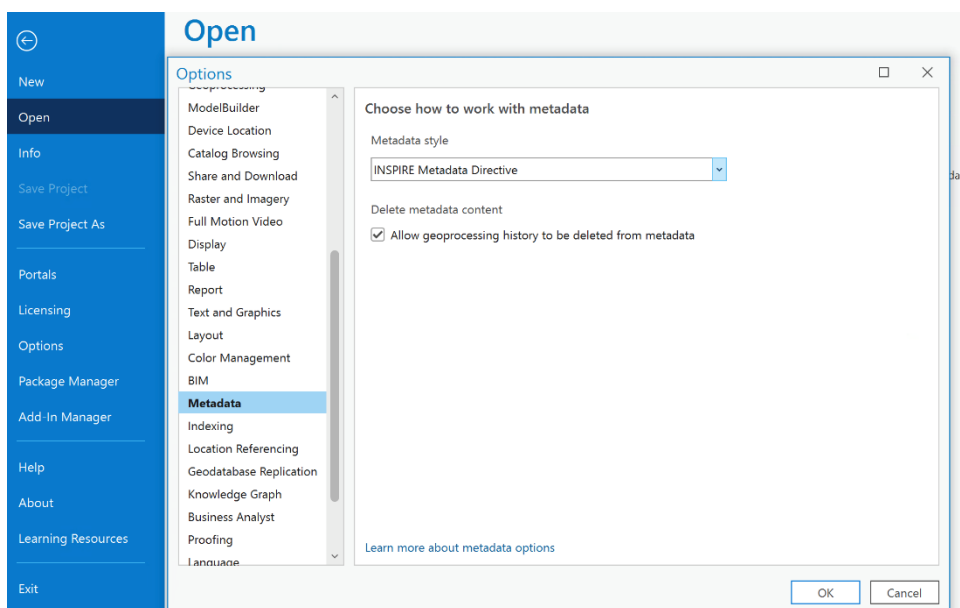 Open
New
Open
Info
Save Project
Save Project As
Portals
Licensing
Options
Package Manager
Add-In Manager
Help
About
Learning Resources
Exit
Options
Geoprocessing
ModelBuilder
Device Location
Catalog Browsing
Share and Download
Raster and Imagery
Full Motion Video
Display
Table
Report
Text and Graphics
Layout
Color Management
BIM
Metadata
Indexing
Location Referencing
Geodatabase Replication
Knowledge Graph
Business Analyst
Proofing
Language
Choose how to work with metadata
Metadata style
INSPIRE Metadata Directive
Delete metadata content
Allow geoprocessing history to be deleted from metadata
Learn more about metadata options
OK
Cancel
da